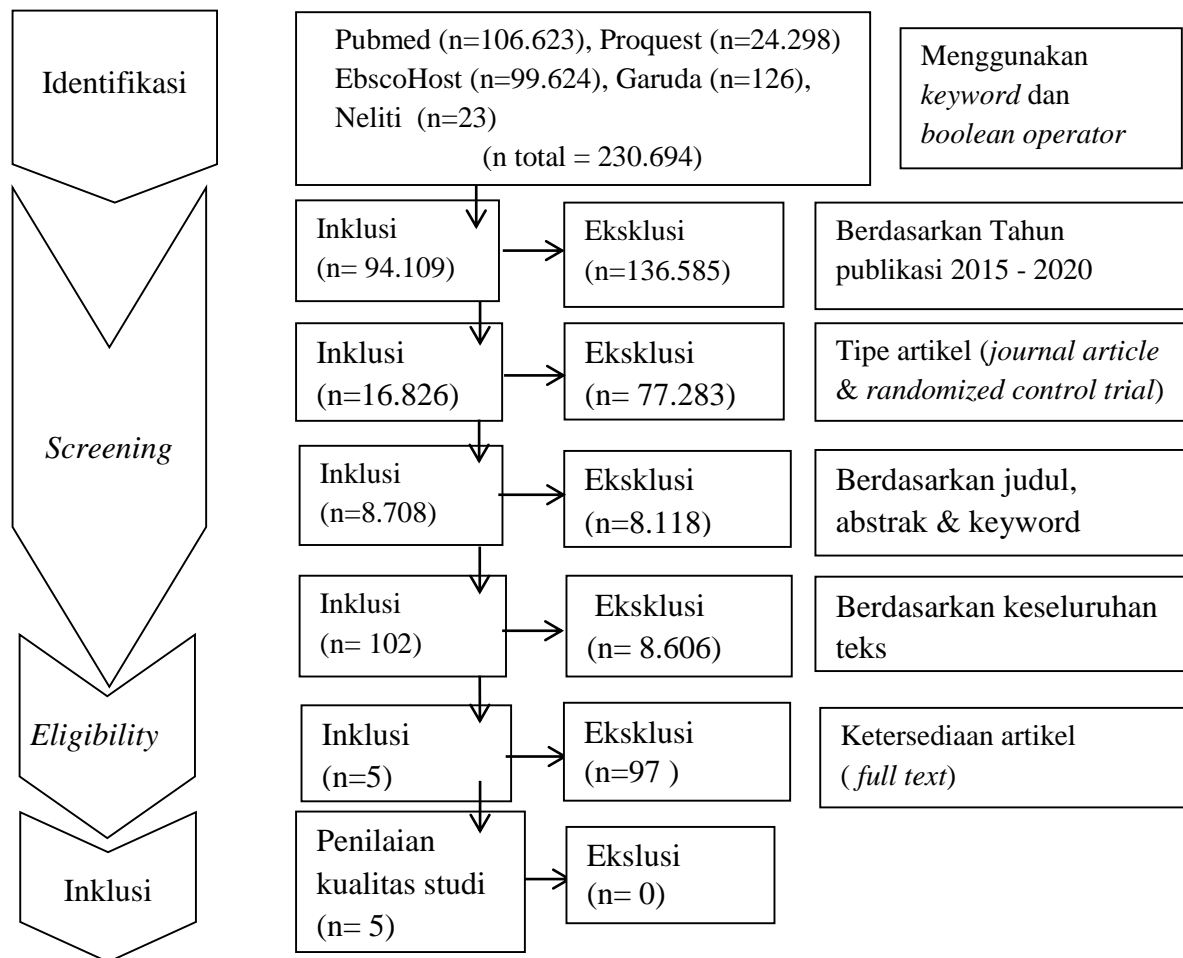 Identifikasi
Pubmed (n=106.623), Proquest (n=24.298)
EbscoHost (n=99.624), Garuda (n=126),
Neliti (n=23)
(n total = 230.694)
Menggunakan
keyword dan
boolean operator
Screening
Inklusi
(n= 94.109)
Eksklusi
(n=136.585)
Berdasarkan Tahun
publikasi 2015 - 2020
Inklusi
(n=16.826)
Eksklusi
(n= 77.283)
Tipe artikel (journal article
& randomized control trial)
Inklusi
(n=8.708)
Eksklusi
(n=8.118)
Berdasarkan judul,
abstrak & keyword
Inklusi
(n= 102)
Eksklusi
(n= 8.606)
Berdasarkan keseluruhan
teks
Eligibility
Inklusi
(n=5)
Eksklusi
(n=97 )
Ketersediaan artikel
( full text)
Inklusi
Penilaian
kualitas studi
(n= 5)
Ekslusi
(n= 0)